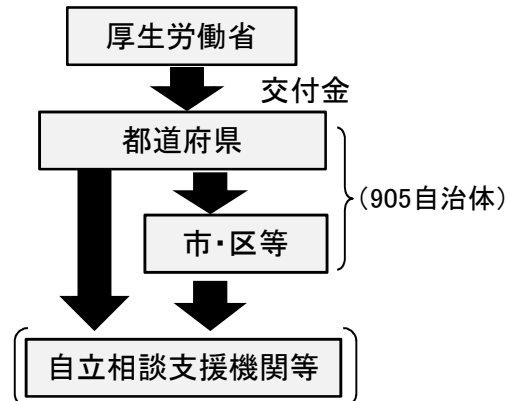 厚生労働省
交付金
都道府県
(905自治体)
市・区等
自立相談支援機関等